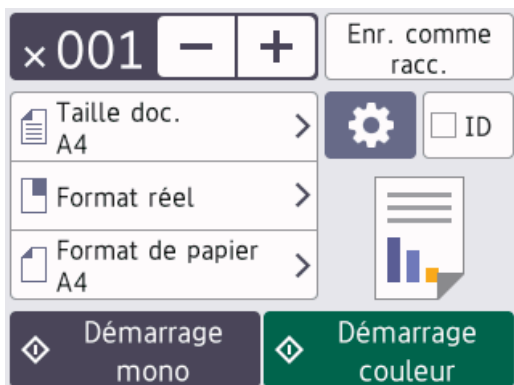 ×001 − +
Enr. comme
racc.
Taille doc.
A4
ID
Format réel
Format de papier
A4
Démarrage
mono
Démarrage
couleur